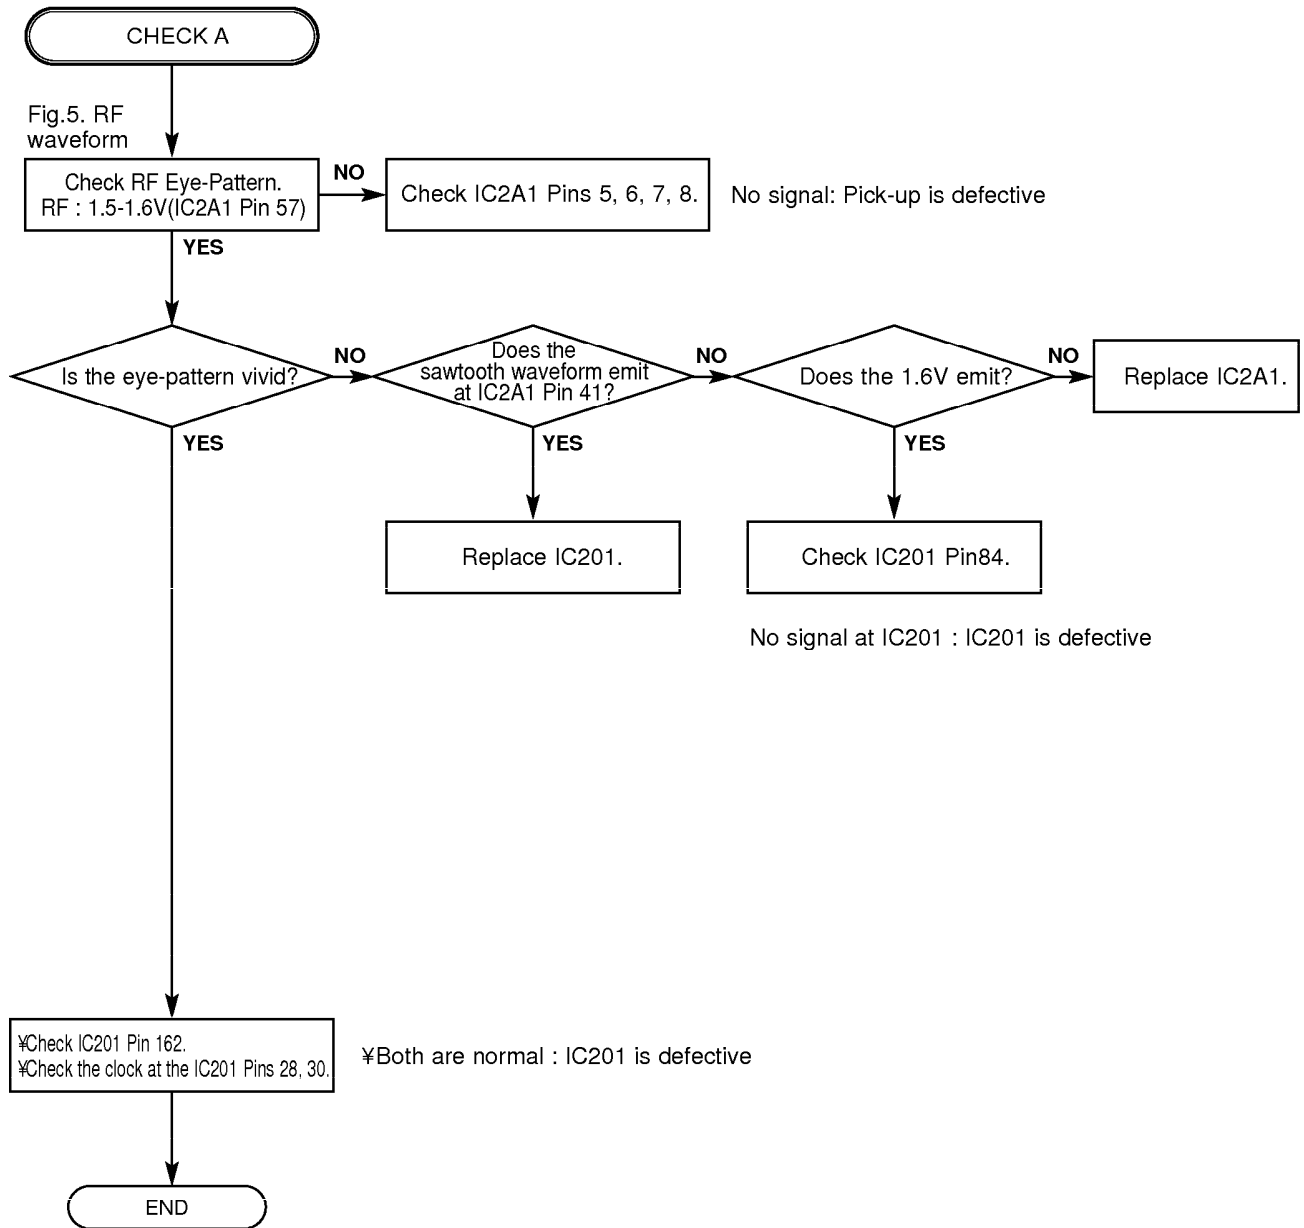 CHECK A
Fig.5. RF
waveform
Check RF Eye-Pattern.
RF : 1.5-1.6V(IC2A1 Pin 57)
NO
Check IC2A1 Pins 5, 6, 7, 8.
No signal: Pick-up is defective
YES
Is the eye-pattern vivid?
NO
Does the
sawtooth waveform emit
at IC2A1 Pin 41?
NO
Does the 1.6V emit?
NO
Replace IC2A1.
YES
YES
YES
Replace IC201.
Check IC201 Pin84.
No signal at IC201 : IC201 is defective
¥Check IC201 Pin 162.
¥Check the clock at the IC201 Pins 28, 30.
¥Both are normal : IC201 is defective
END